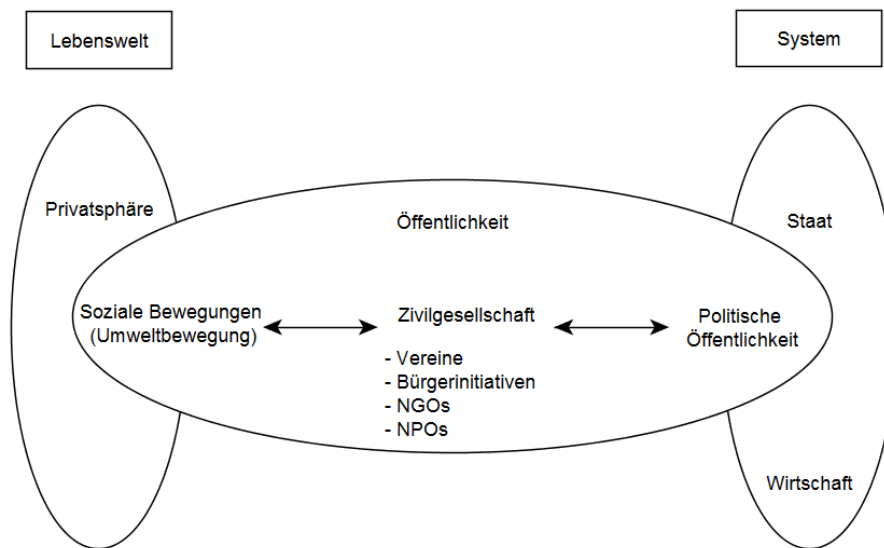 Lebenswelt
System
Privatsphäre
Öffentlichkeit
Staat
Soziale Bewegungen
(Umweltbewegung)
Zivilgesellschaft
- Vereine
- Bürgerinitiativen
- NGOs
- NPOs
Politische
Öffentlichkeit
Wirtschaft